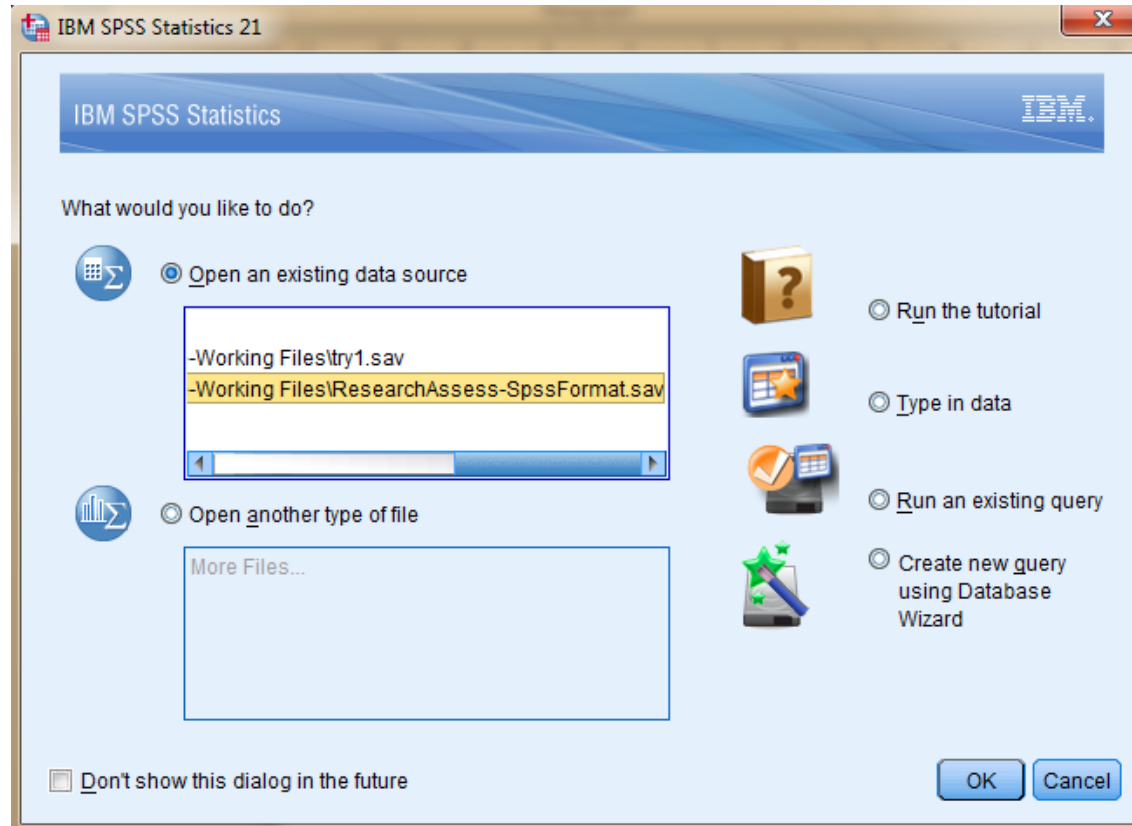 IBM SPSS Statistics 21
IBM SPSS Statistics
IBM.
What would you like to do?
Open an existing data source
-Working Files\try1.sav
-Working Files\ResearchAssess-SpssFormat.sav
Open another type of file
More Files...
Run the tutorial
Type in data
Run an existing query
Create new query
using Database
Wizard
Don't show this dialog in the future
OK
Cancel